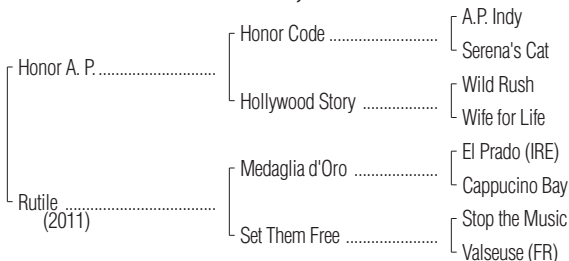 A.P. Indy
Honor Code
Serena's Cat
Honor A. P.
Wild Rush
Hollywood Story
Wife for Life
El Prado (IRE)
Medaglia d'Oro
Cappucino Bay
Rutile
(2011)
Stop the Music
Set Them Free
Valseuse (FR)